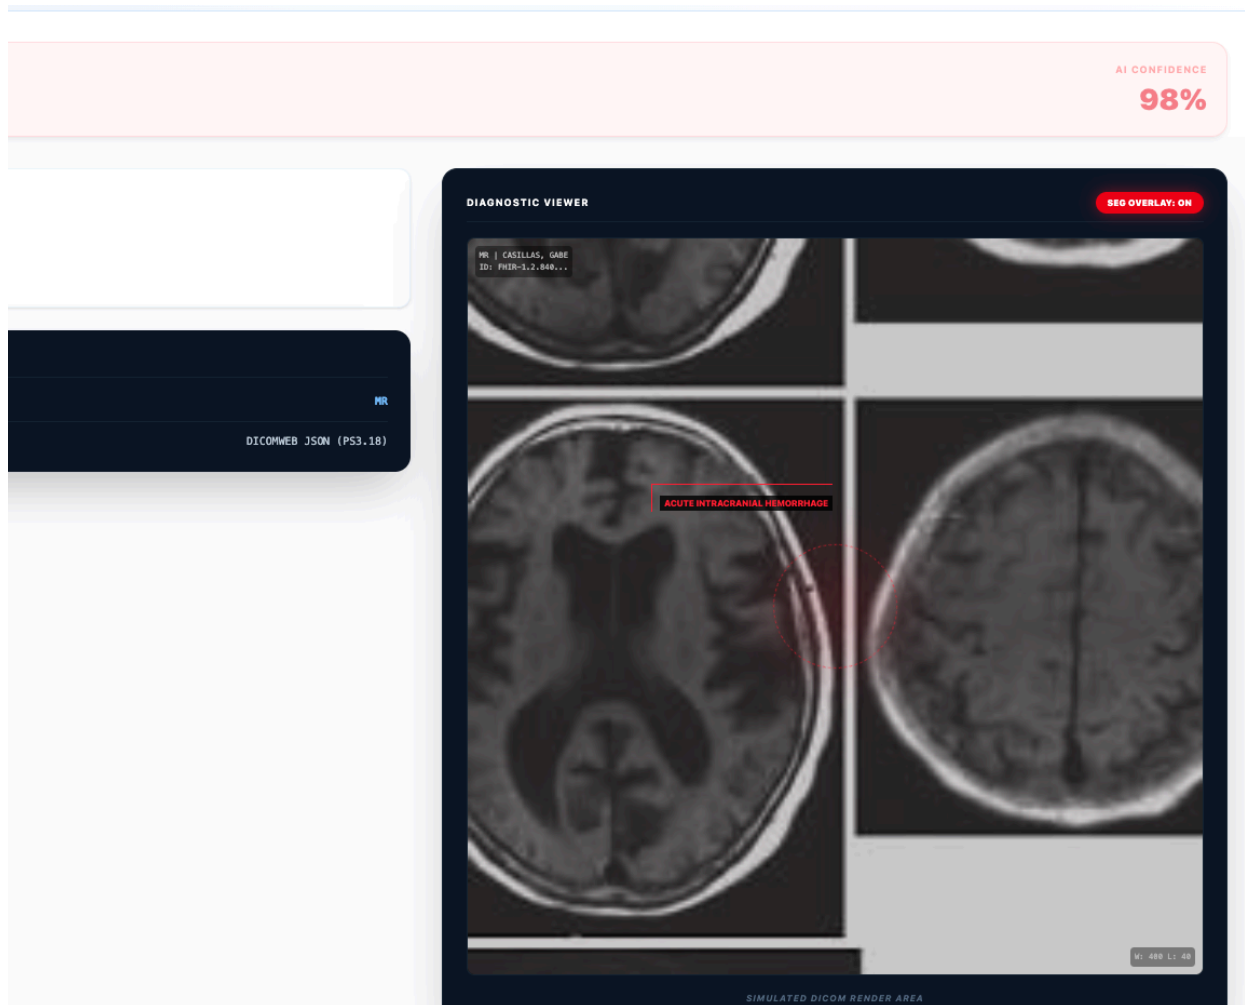 AI CONFIDENCE
98%
DIAGNOSTIC VIEWER
SEG OVERLAY: ON
MR | CASILLAS, GABE
ID: FHIR-1.2.840...
MR
DICOMWEB JSON (PS3.18)
ACUTE INTRACRANIAL HEMORRHAGE
W: 400 L: 40
SIMULATED DICOM RENDER AREA